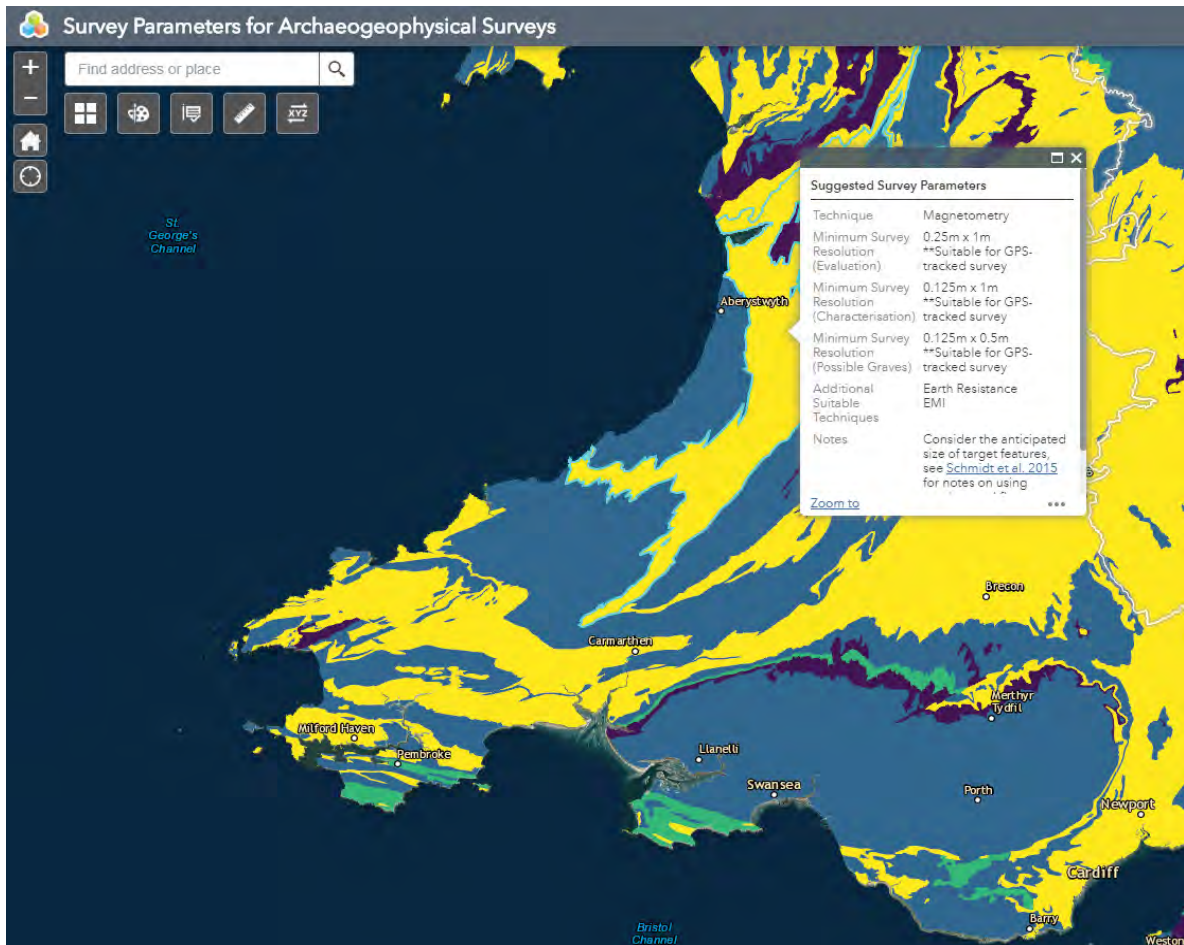 Survey Parameters for Archaeogeophysical Surveys
+
Find address or place
−
XYZ
Suggested Survey Parameters
Technique Magnetometry
Minimum Survey 0.25m x 1m
Resolution **Suitable for GPS-
(Evaluation) tracked survey
Minimum Survey 0.125m x 1m
Resolution **Suitable for GPS-
(Characterisation) tracked survey
Minimum Survey 0.125m x 0.5m
Resolution **Suitable for GPS-
(Possible Graves) tracked survey
Additional Earth Resistance
Suitable EMI
Techniques
Notes Consider the anticipated
size of target features,
see Schmidt et al. 2015
for notes on using
Zoom to
St.
George's
Channel
Aberystwyth
Brecon
Carmarthen
Merthyr
Tydfil
Milford Haven
Pembroke
Llanelli
Swansea
Porth
Newport
Cardiff
Barry
Bristol
Channel
Weston